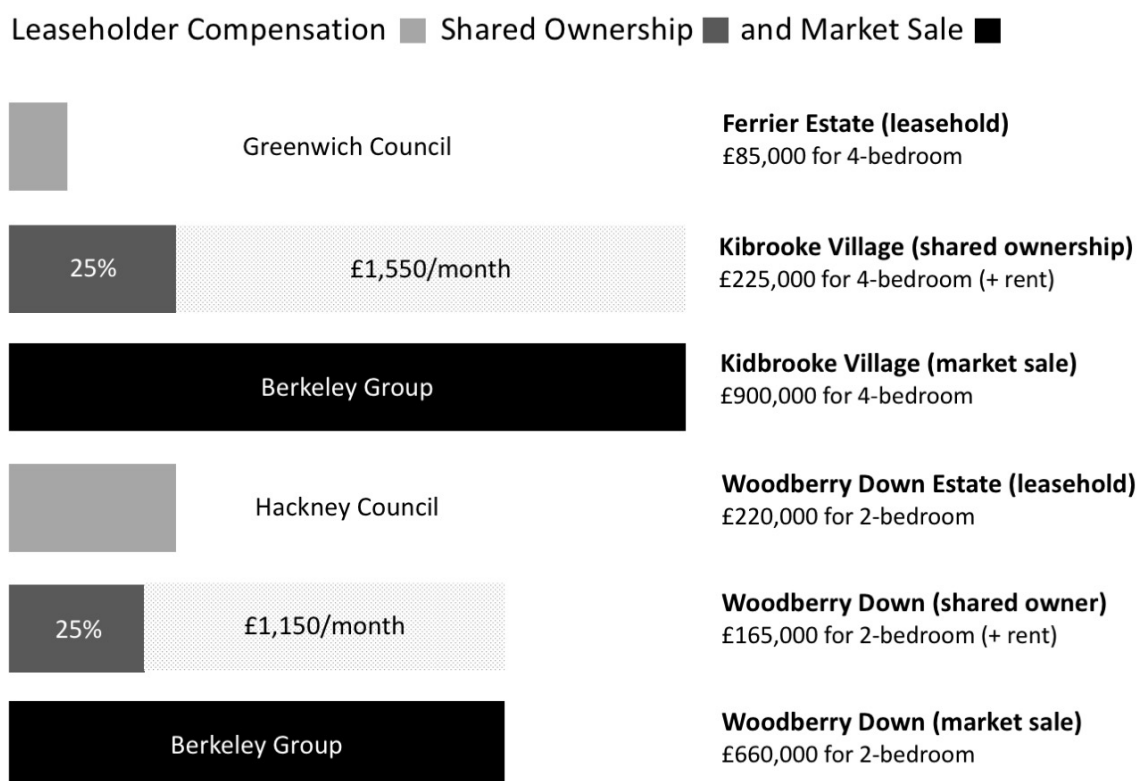 Leaseholder Compensation Shared Ownership and Market Sale
Greenwich Council
Ferrier Estate (leasehold)
£85,000 for 4-bedroom
25%
£1,550/month
Kibrooke Village (shared ownership)
£225,000 for 4-bedroom (+ rent)
Berkeley Group
Kidbrooke Village (market sale)
£900,000 for 4-bedroom
Hackney Council
Woodberry Down Estate (leasehold)
£220,000 for 2-bedroom
25%
£1,150/month
Woodberry Down (shared owner)
£165,000 for 2-bedroom (+ rent)
Berkeley Group
Woodberry Down (market sale)
£660,000 for 2-bedroom